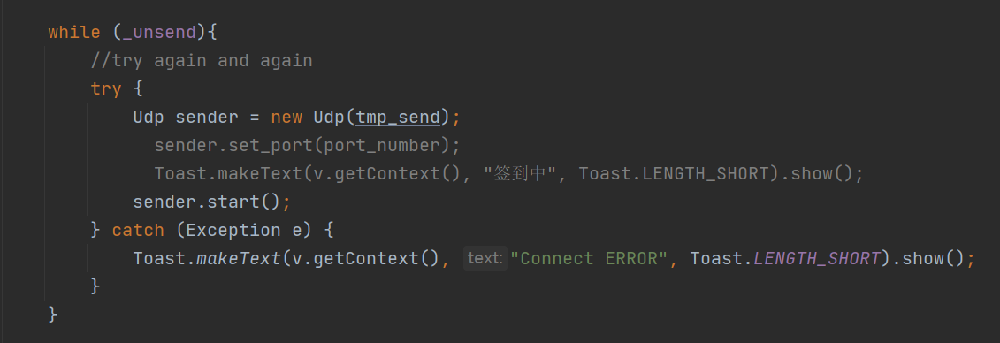 while (_unsend){
//try again and again
try {
Udp sender = new Udp(tmp_send);
sender.set_port(port_number);
Toast.makeText(v.getContext(), "签到中", Toast.LENGTH_SHORT).show();
sender.start();
} catch (Exception e) {
Toast.makeText(v.getContext(), text: "Connect ERROR", Toast.LENGTH_SHORT).show();
}
}